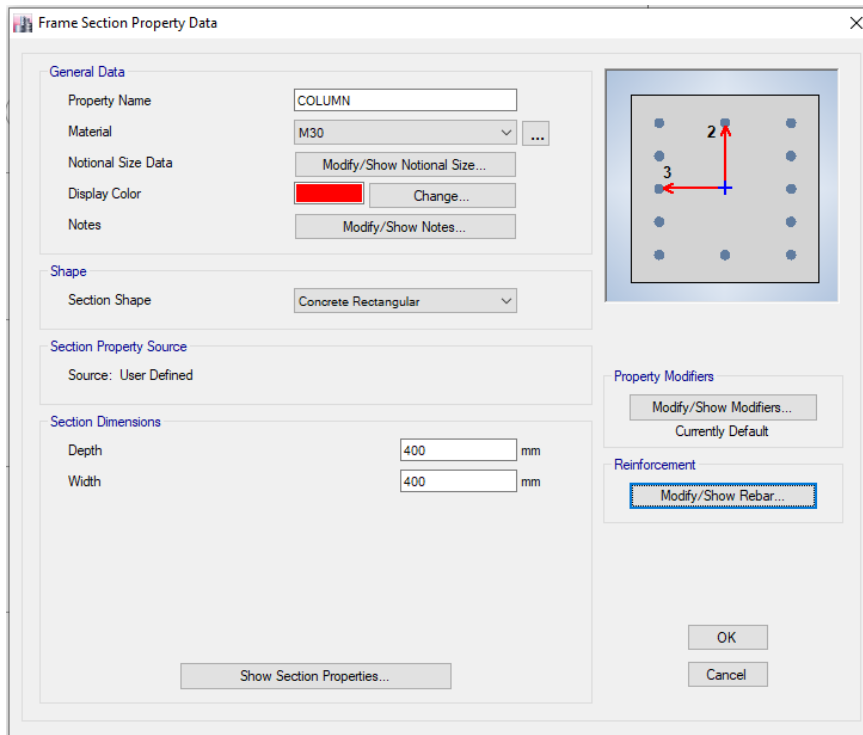 Frame Section Property Data
General Data
Property Name COLUMN
Material M30 ...
Notional Size Data Modify/Show Notional Size...
Display Color Change...
Notes Modify/Show Notes...
Shape
Section Shape Concrete Rectangular
Section Property Source
Source: User Defined
Section Dimensions
Depth 400 mm
Width 400 mm
Show Section Properties...
2
3
Property Modifiers
Modify/Show Modifiers...
Currently Default
Reinforcement
Modify/Show Rebar...
OK
Cancel